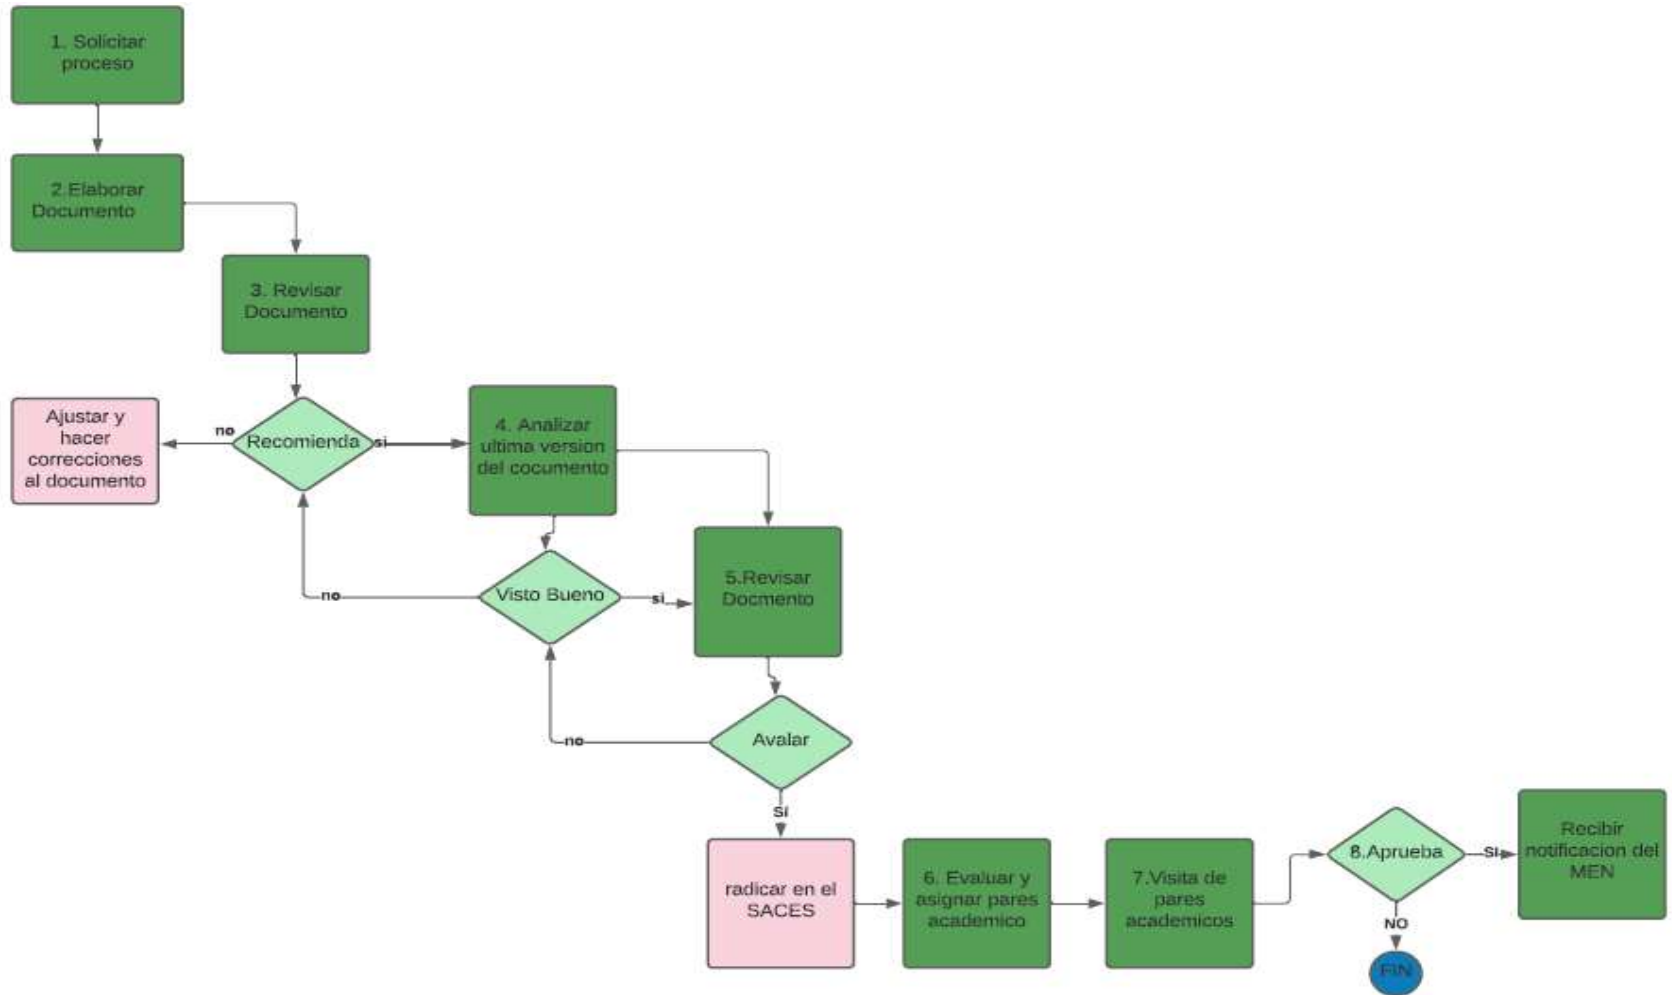 1. Solicitar
proceso
2.Elaborar
Documento
3. Revisar
Documento
Ajustar y
hacer
correcciones
al documento
no
Recomienda
si
4. Analizar
ultima version
del cocumento
no
Visto Bueno
si
5.Revisar
Docmento
no
Avalar
Sí
radicar en el
SACES
6. Evaluar y
asignar pares
academico
7.Visita de
pares
academicos
8.Aprueba
SI
Recibir
notificacion del
MEN
NO
FIN